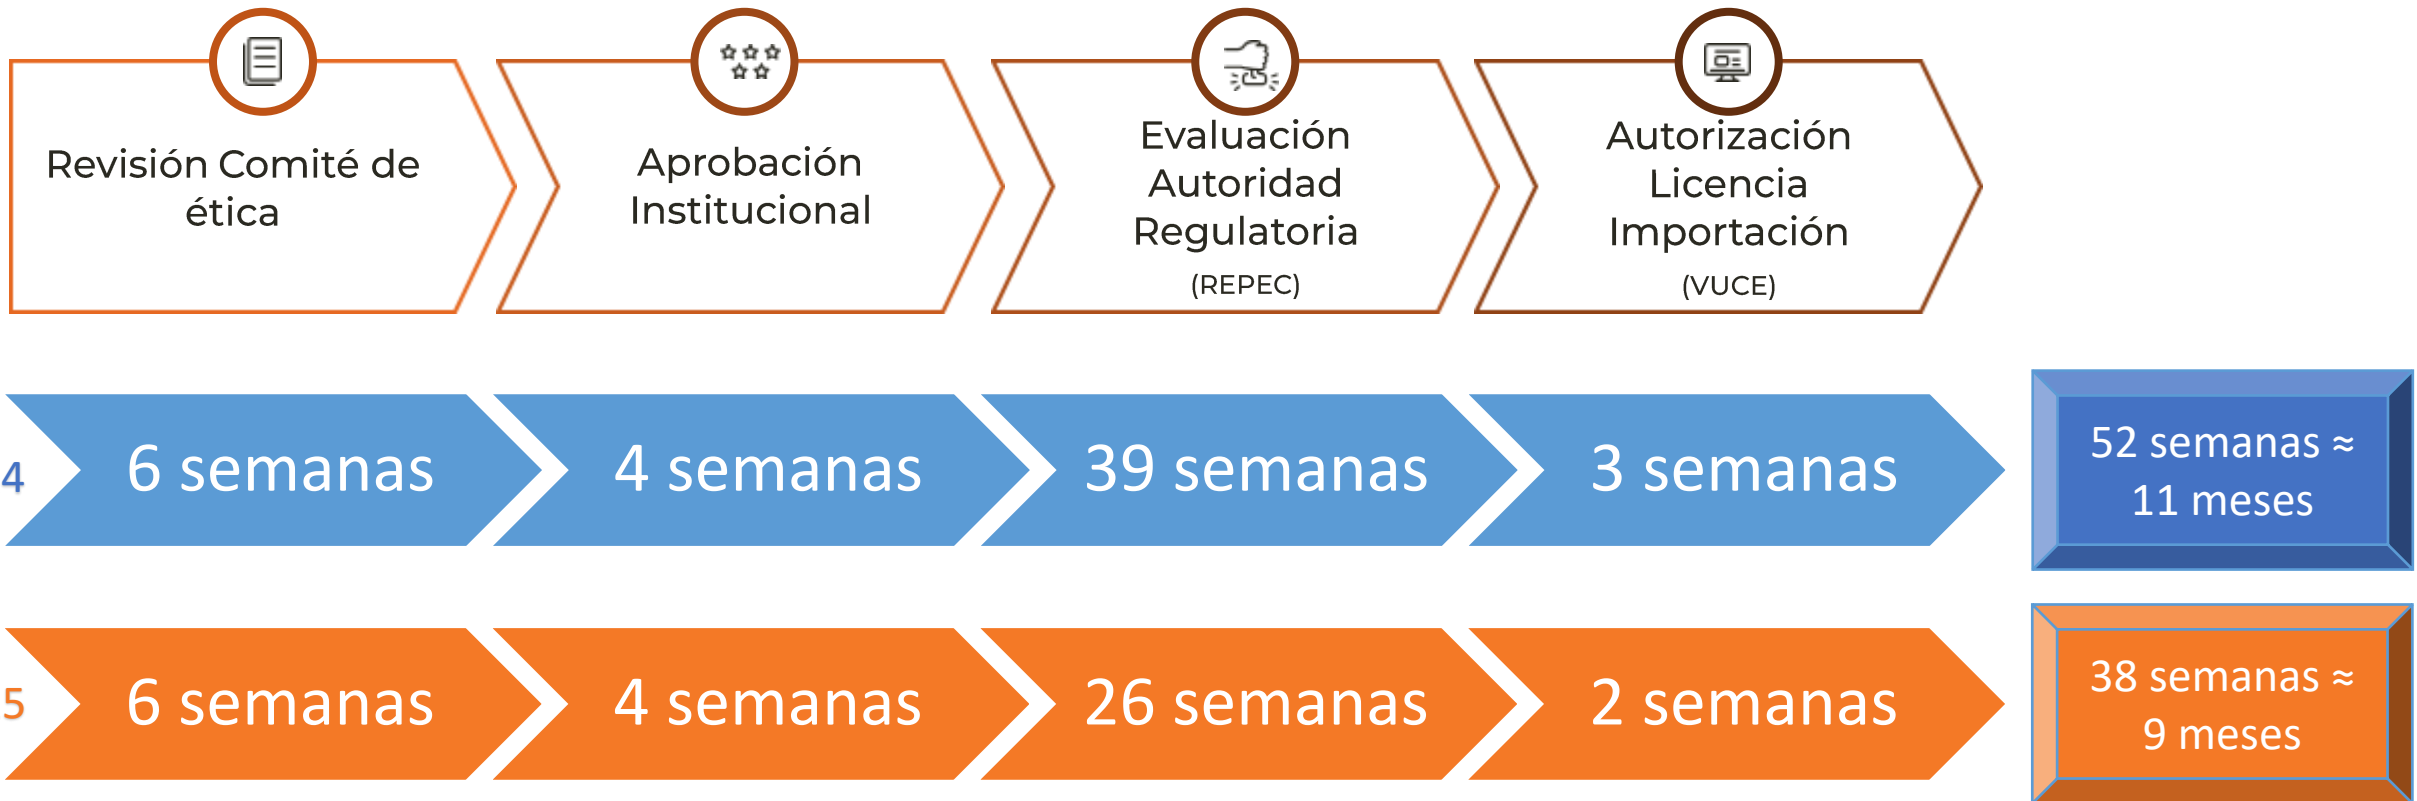 Revisión Comité de
ética
Aprobación
Institucional
Evaluación
Autoridad
Regulatoria
(REPEC)
Autorización
Licencia
Importación
(VUCE)
4
6 semanas
4 semanas
39 semanas
3 semanas
52 semanas ≈
11 meses
5
6 semanas
4 semanas
26 semanas
2 semanas
38 semanas ≈
9 meses